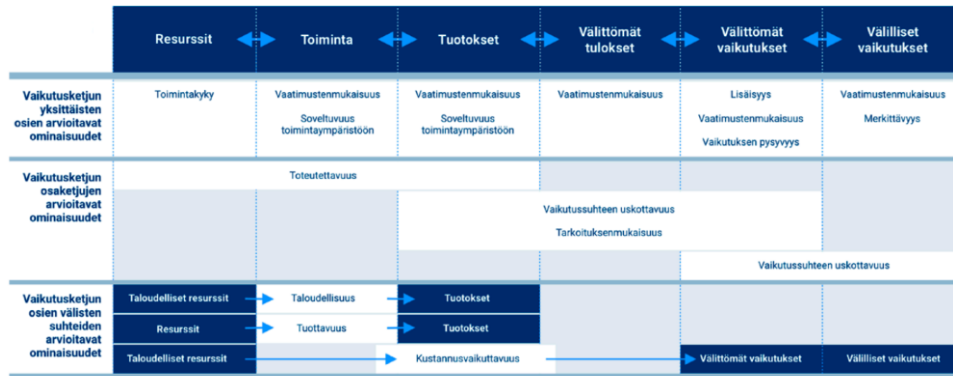 Resurssit
Toiminta
Tuotokset
Välittömät
tulokset
Välittömät
vaikutukset
Välilliset
vaikutukset
Vaikutusketjun
yksittäisten
osien arvioitavat
ominaisuudet
Toimintakyky
Vaatimustenmukaisuus
Soveltuvuus
toimintaympäristöön
Vaatimustenmukaisuus
Soveltuvuus
toimintaympäristöön
Vaatimustenmukaisuus
Lisäisyys
Vaatimustenmukaisuus
Vaikutuksen pysyvyys
Vaatimustenmukaisuus
Merkittävyys
Vaikutusketjun
osaketjujen
arvioitavat
ominaisuudet
Toteutettavuus
Vaikutussuhteen uskottavuus
Tarkoituksenmukaisuus
Vaikutussuhteen uskottavuus
Vaikutusketjun
osien välisten
suhteiden
arvioitavat
ominaisuudet
Taloudelliset resurssit
Taloudellisuus
Tuotokset
Resurssit
Tuottavuus
Tuotokset
Taloudelliset resurssit
Kustannusvaikuttavuus
Välittömät vaikutukset
Välilliset vaikutukset